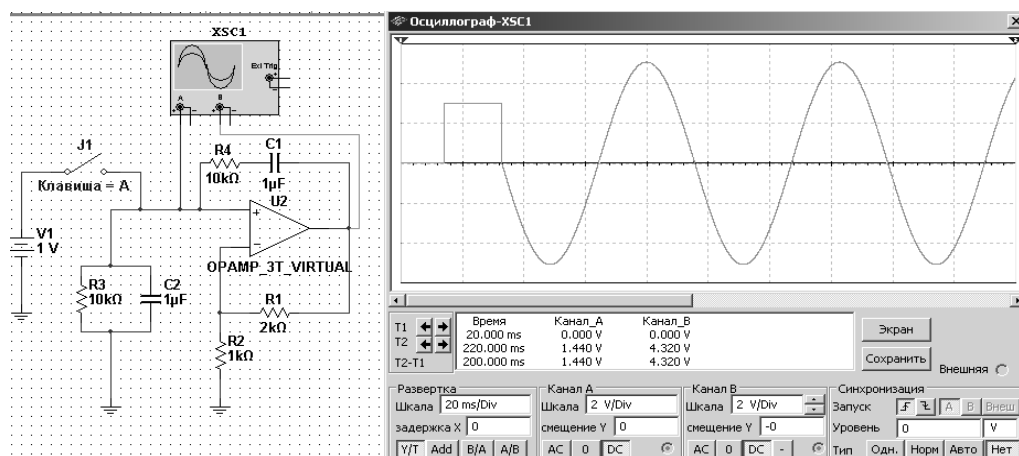 XSC1
Ext Trig
A
B
J1
Клавиша = A
V1
1 V
R4
10kΩ
C1
1µF
U2
OPAMP_3T_VIRTUAL
R3
10kΩ
C2
1µF
R1
2kΩ
R2
1kΩ
Осциллограф-XSC1
T1
T2
T2-T1
Время Канал_A Канал_B
20.000 ms 0.000 V 0.000 V
220.000 ms 1.440 V 4.320 V
200.000 ms 1.440 V 4.320 V
Экран
Сохранить
Внешняя
Развертка
Шкала 20 ms/Div
задержка X 0
Y/T Add B/A A/B
Канал A
Шкала 2 V/Div
смещение Y 0
AC 0 DC
Канал B
Шкала 2 V/Div
смещение Y -0
AC 0 DC -
Синхронизация
Запуск A B Внеш
Уровень 0 V
Тип Одн. Норм Авто Нет